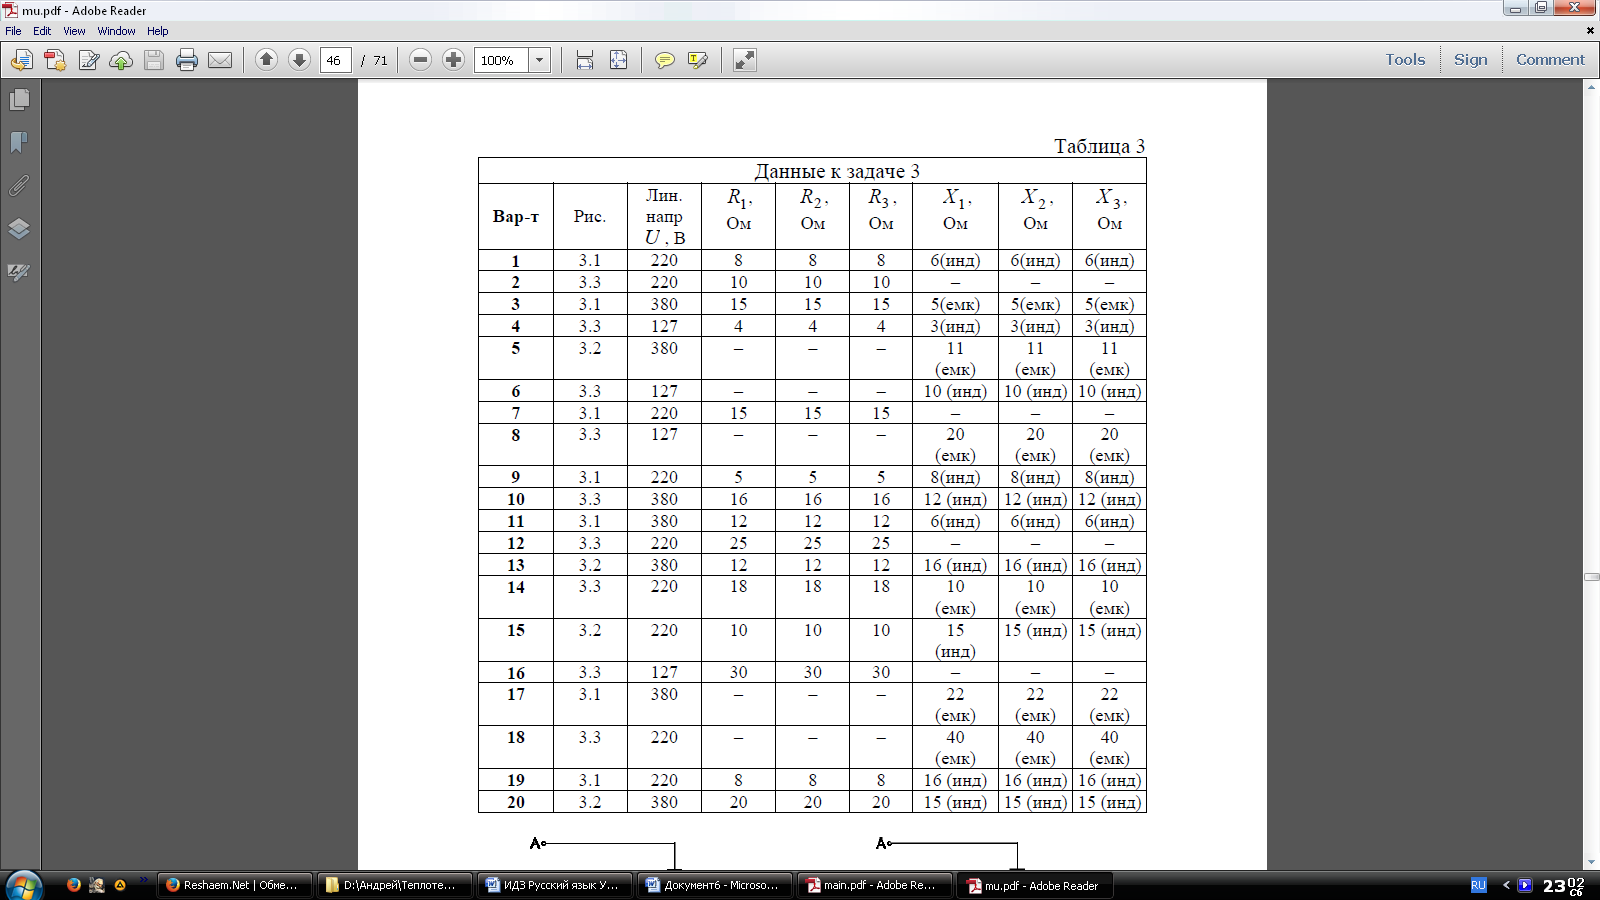 mu.pdf - Adobe Reader
File Edit View Window Help
46 / 71 100% Tools Sign Comment
Таблица 3
Данные к задаче 3
Вар-т Рис. Лин. напр U , В R1, Ом R2, Ом R3, Ом X1, Ом X2, Ом X3, Ом
1 3.1 220 8 8 8 6(инд) 6(инд) 6(инд)
2 3.3 220 10 10 10 – – –
3 3.1 380 15 15 15 5(емк) 5(емк) 5(емк)
4 3.3 127 4 4 4 3(инд) 3(инд) 3(инд)
5 3.2 380 – – – 11 (емк) 11 (емк) 11 (емк)
6 3.3 127 – – – 10 (инд) 10 (инд) 10 (инд)
7 3.1 220 15 15 15 – – –
8 3.3 127 – – – 20 (емк) 20 (емк) 20 (емк)
9 3.1 220 5 5 5 8(инд) 8(инд) 8(инд)
10 3.3 380 16 16 16 12 (инд) 12 (инд) 12 (инд)
11 3.1 380 12 12 12 6(инд) 6(инд) 6(инд)
12 3.3 220 25 25 25 – – –
13 3.2 380 12 12 12 16 (инд) 16 (инд) 16 (инд)
14 3.3 220 18 18 18 10 (емк) 10 (емк) 10 (емк)
15 3.2 220 10 10 10 15 (инд) 15 (инд) 15 (инд)
16 3.3 127 30 30 30 – – –
17 3.1 380 – – – 22 (емк) 22 (емк) 22 (емк)
18 3.3 220 – – – 40 (емк) 40 (емк) 40 (емк)
19 3.1 220 8 8 8 16 (инд) 16 (инд) 16 (инд)
20 3.2 380 20 20 20 15 (инд) 15 (инд) 15 (инд)
A A
Reshaem.Net | Обме... D:\Андрей\Теплоте... ИДЗ Русский язык У... Документ6 - Microso... main.pdf - Adobe Re... mu.pdf - Adobe Reader RU 23 02 Сб